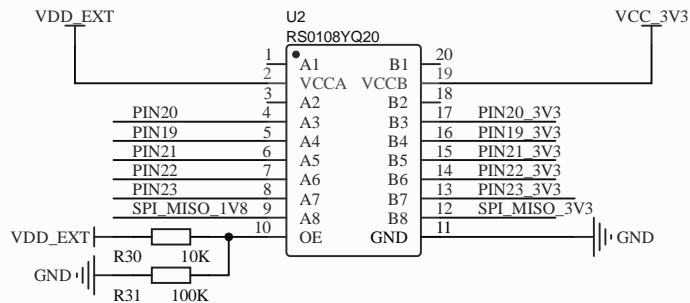 VDD_EXT
U2
RS0108YQ20
VCC_3V3
1 A1 B1 20
2 VCCA VCCB 19
3 A2 B2 18
PIN20 4 A3 B3 17 PIN20_3V3
PIN19 5 A4 B4 16 PIN19_3V3
PIN21 6 A5 B5 15 PIN21_3V3
PIN22 7 A6 B6 14 PIN22_3V3
PIN23 8 A7 B7 13 PIN23_3V3
SPI_MISO_1V8 9 A8 B8 12 SPI_MISO_3V3
VDD_EXT 10 OE GND 11 GND
R30 10K
GND
R31 100K